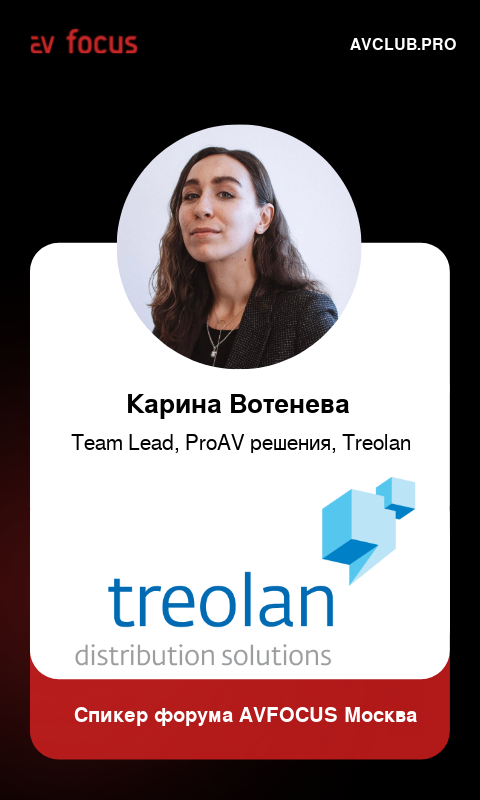 av focus
AVCLUB.PRO
Карина Вотенева
Team Lead, ProAV решения, Treolan
treolan
distribution solutions
Спикер форума AVFOCUS Москва